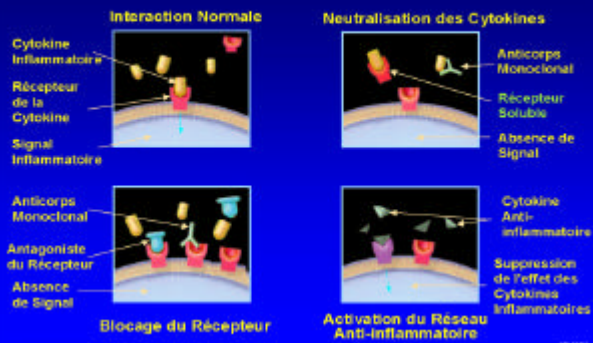 Interaction Normale
Cytokine
Inflammatoire
Récepteur
de la
Cytokine
Signal
Inflammatoire
Neutralisation des Cytokines
Anticorps
Monoclonal
Récepteur
Soluble
Absence de
Signal
Anticorps
Monoclonal
Antagoniste
du Récepteur
Absence
de Signal
Blocage du Récepteur
Cytokine
Anti-
inflammatoire
Suppression
de l'effet des
Cytokines
Inflammatoires
Activation du Réseau
Anti-inflammatoire